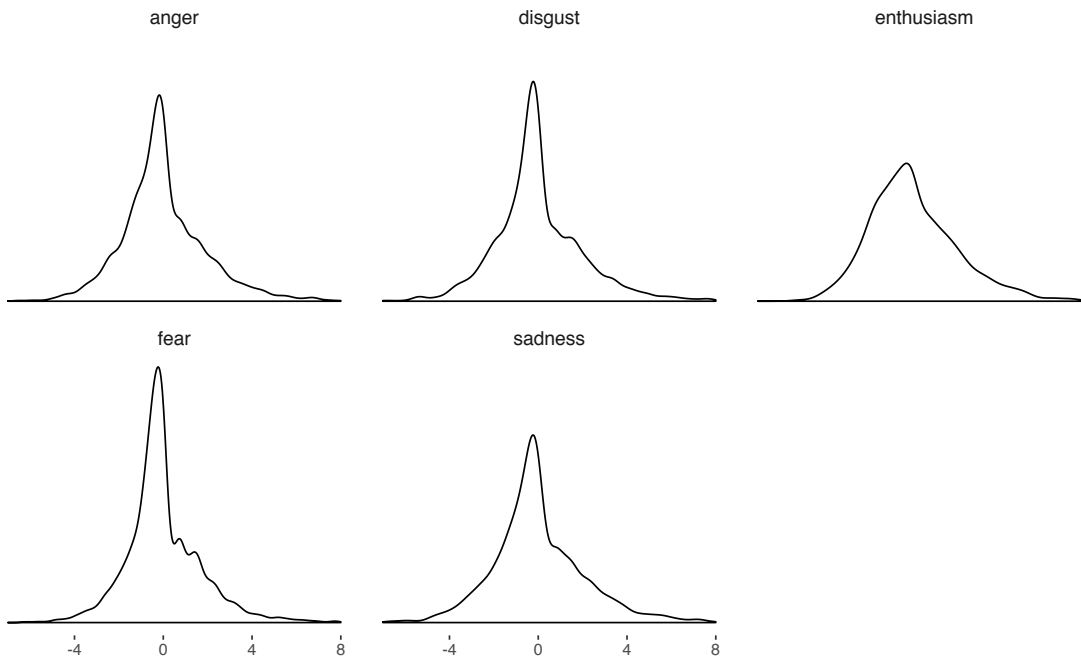 anger
disgust
enthusiasm
fear
sadness
-4 0 4 8
-4 0 4 8